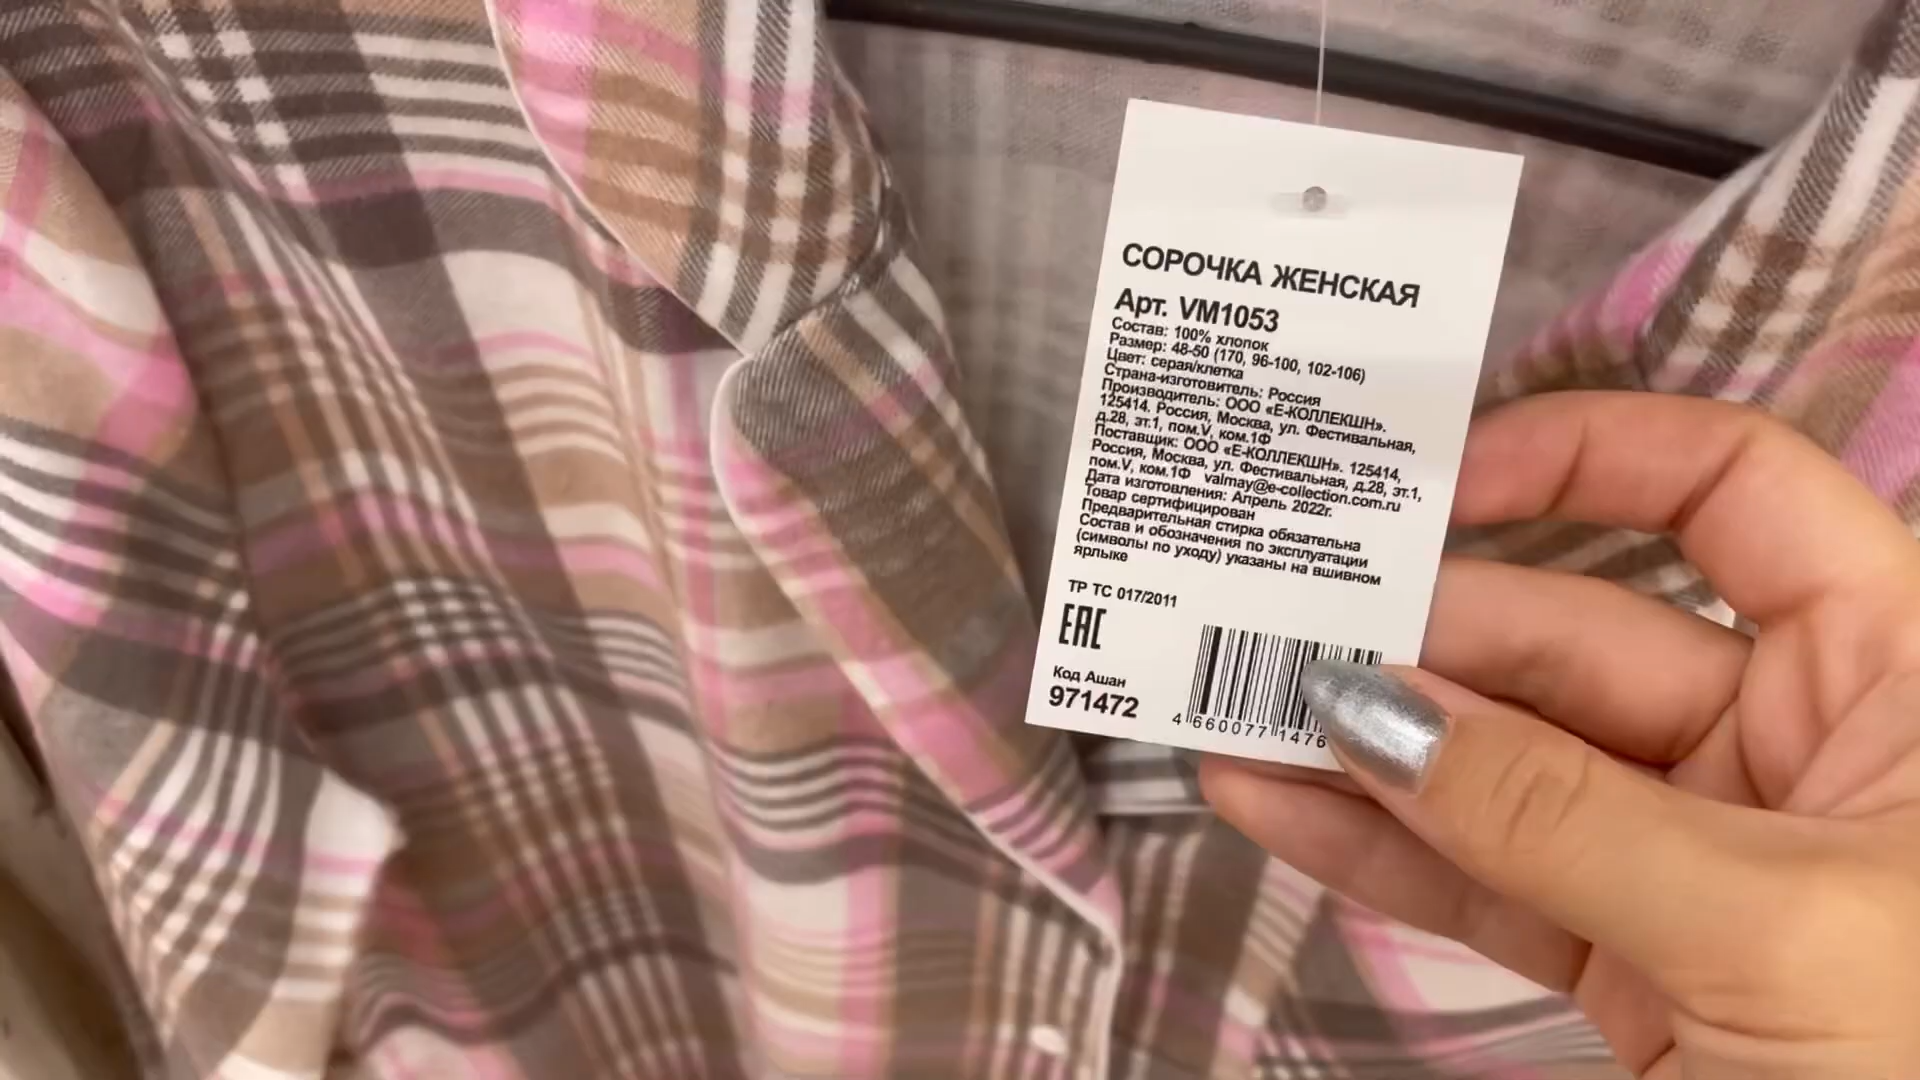 СОРОЧКА ЖЕНСКАЯ
Арт. VM1053
Состав: 100% хлопок
Размер: 48-50 (170, 96-100, 102-106)
Цвет: серая/клетка
Страна-изготовитель: Россия
Производитель: ООО «Е-КОЛЛЕКШН».
125414. Россия, Москва, ул. Фестивальная,
д.28, эт.1, пом.V, ком.1Ф
Поставщик: ООО «Е-КОЛЛЕКШН». 125414,
Россия, Москва, ул. Фестивальная, д.28, эт.1,
пом.V, ком.1Ф valmay@e-collection.com.ru
Дата изготовления: Апрель 2022г.
Товар сертифицирован
Предварительная стирка обязательна
Состав и обозначения по эксплуатации
(символы по уходу) указаны на вшивном
ярлыке
ТР ТС 017/2011
ЕАС
Код Ашан
971472
4 660077 1476